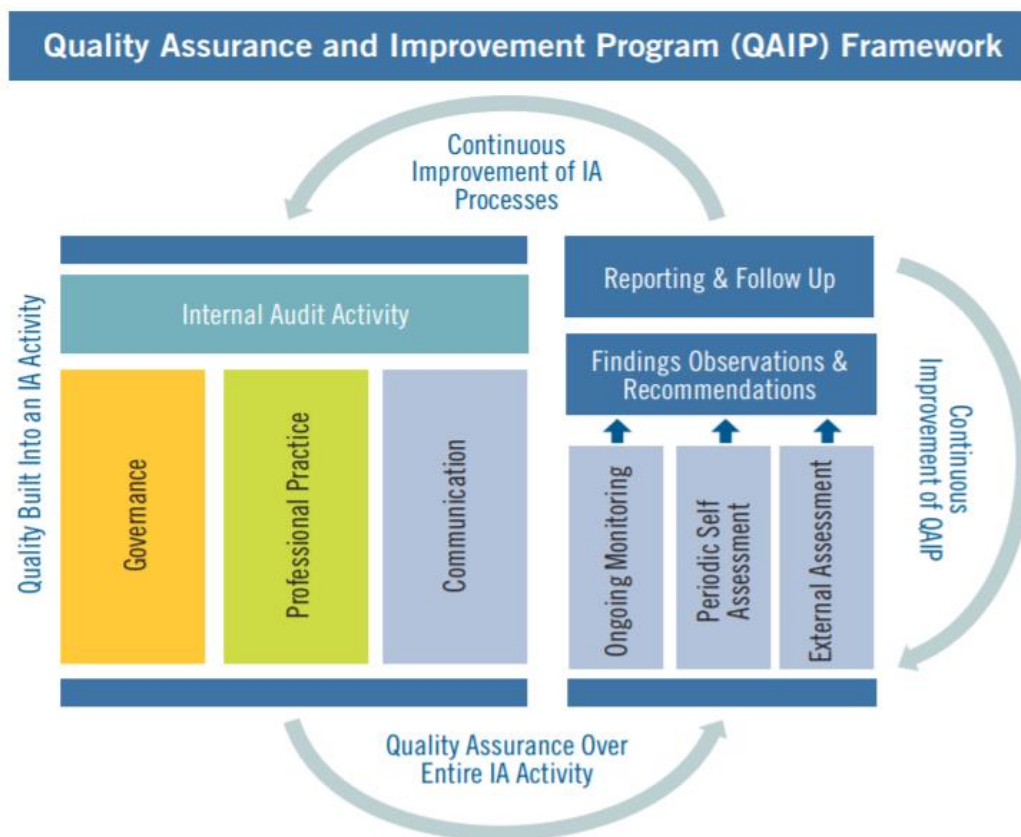 Quality Assurance and Improvement Program (QAIP) Framework
Continuous
Improvement of IA
Processes
Quality Built Into an IA Activity
Internal Audit Activity
Governance
Professional Practice
Communication
Reporting & Follow Up
Findings Observations &
Recommendations
Ongoing Monitoring
Periodic Self
Assessment
External Assessment
Continuous
Improvement of QAIP
Quality Assurance Over
Entire IA Activity